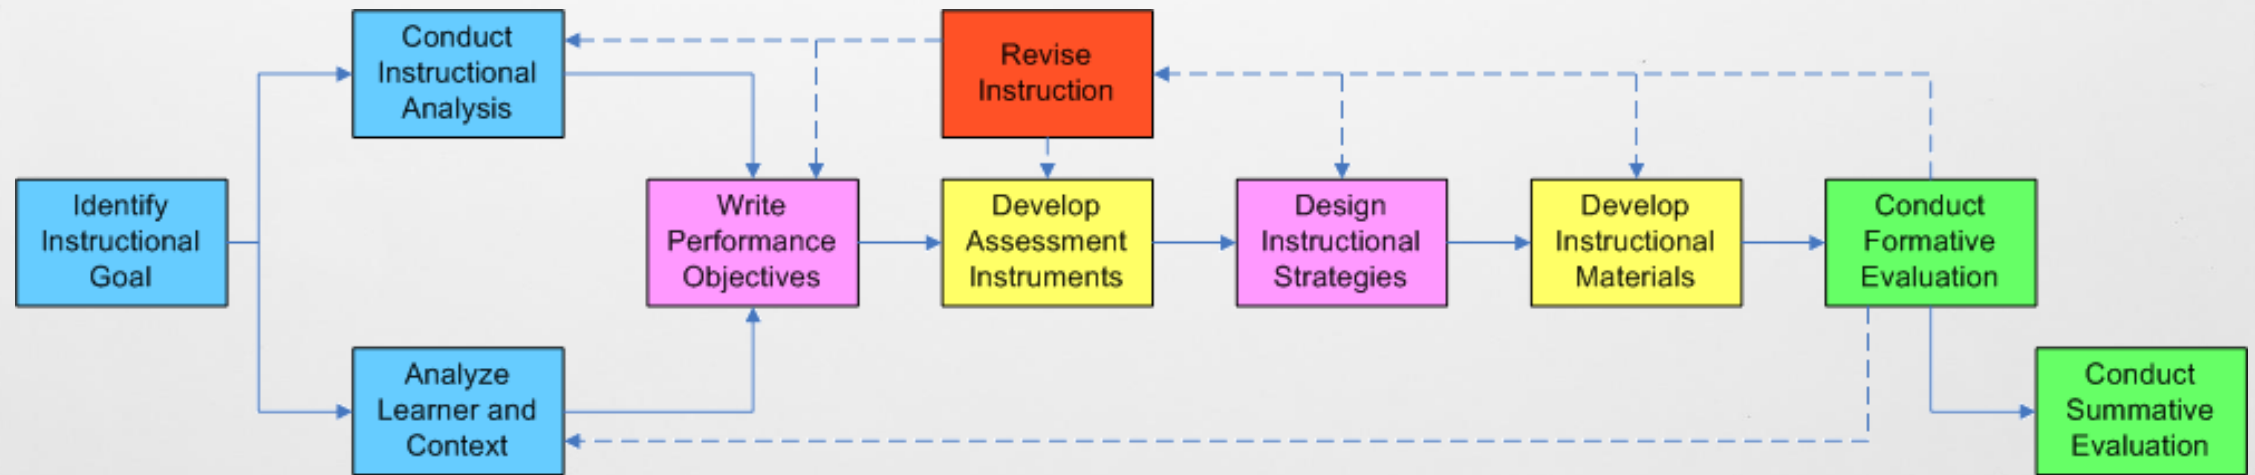 Conduct
Instructional
Analysis
Revise
Instruction
Identify
Instructional
Goal
Write
Performance
Objectives
Develop
Assessment
Instruments
Design
Instructional
Strategies
Develop
Instructional
Materials
Conduct
Formative
Evaluation
Analyze
Learner and
Context
Conduct
Summative
Evaluation